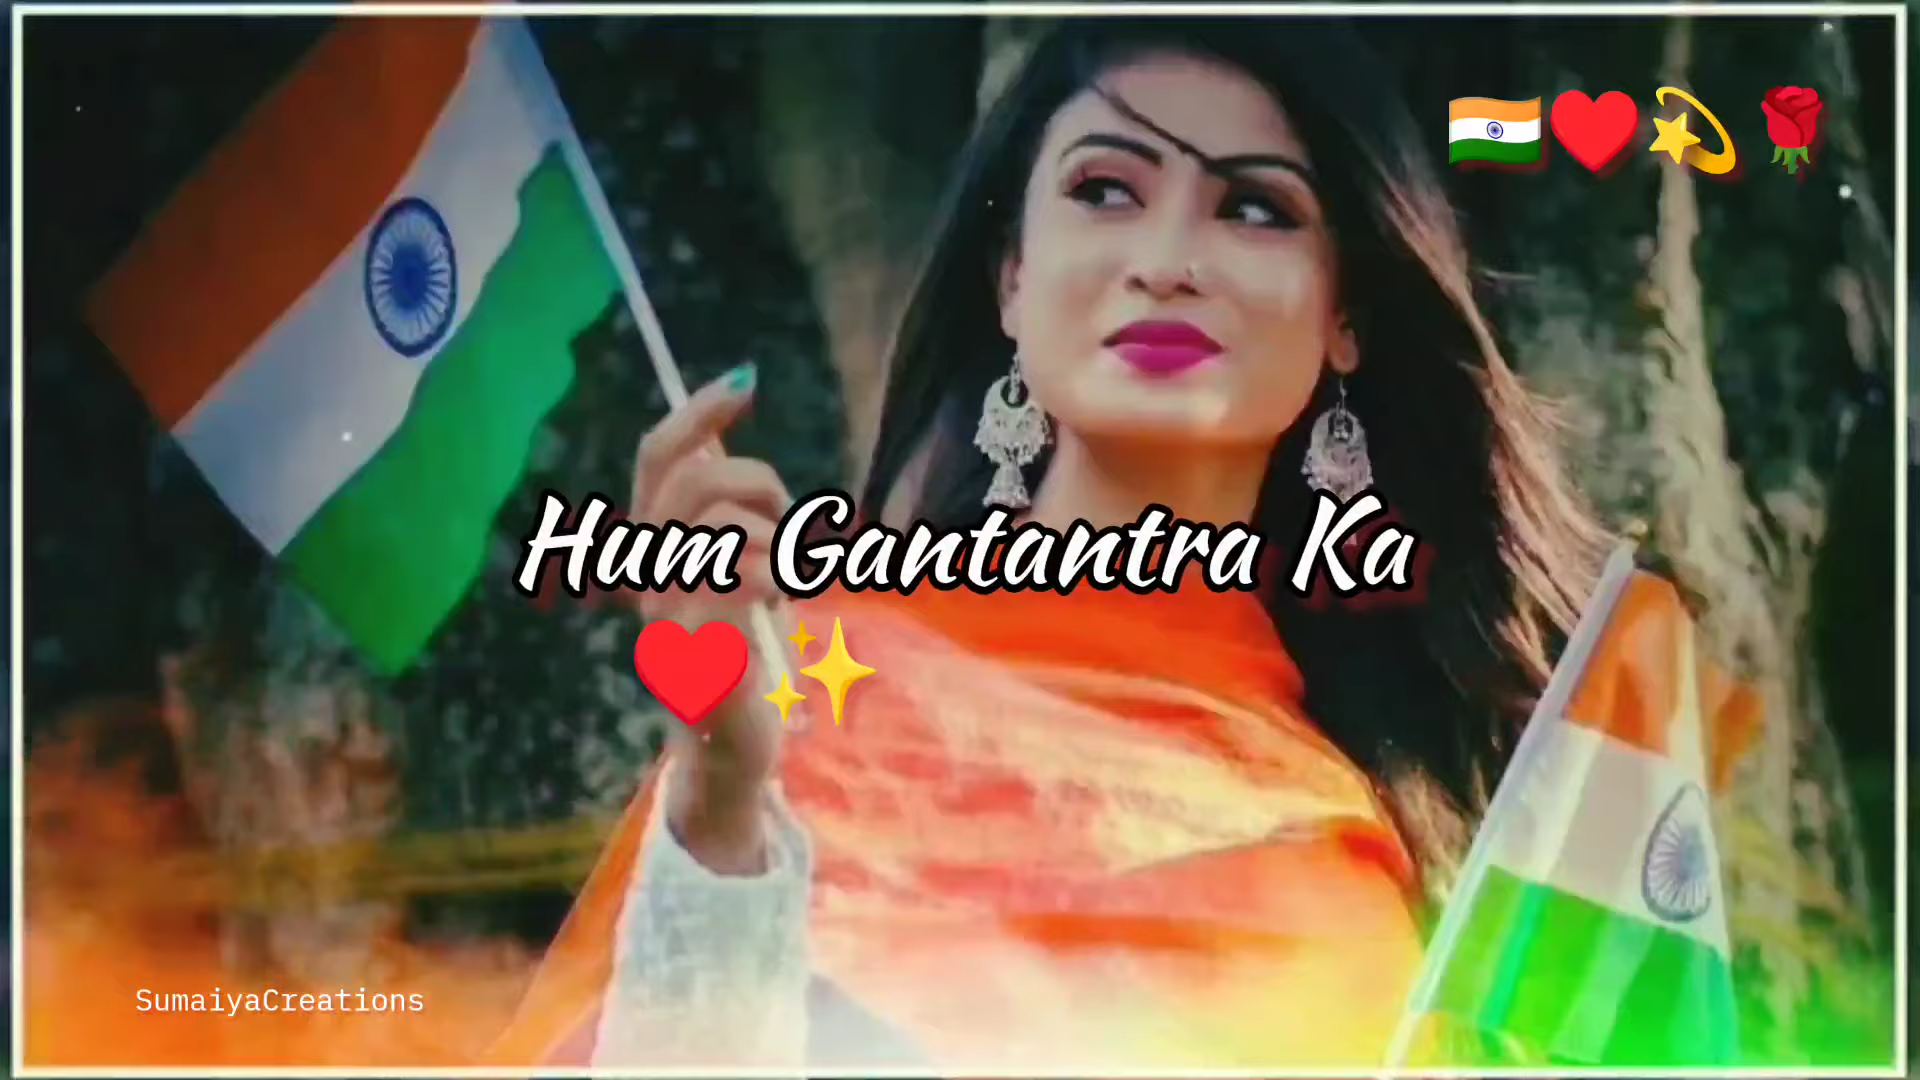 🇮🇳♥️💫🌹
Hum Gantantra Ka
♥️✨
SumaiyaCreations